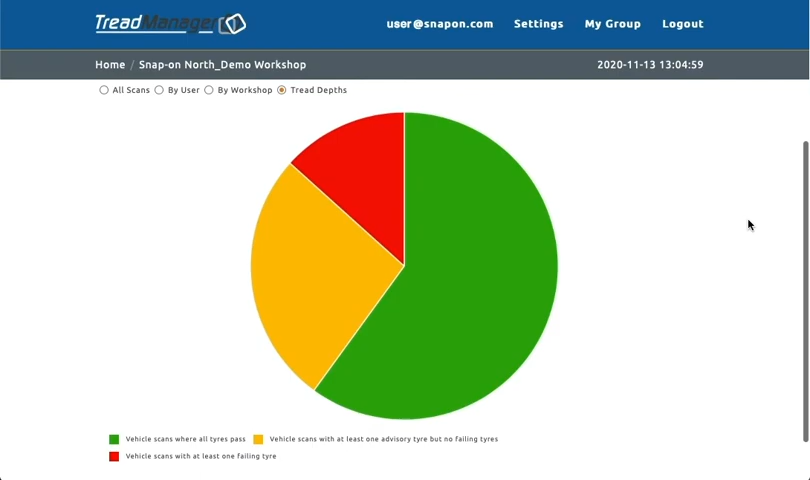 TreadManager user@snapon.com Settings My Group Logout
Home / Snap-on North_Demo Workshop 2020-11-13 13:04:59
All Scans By User By Workshop Tread Depths
Vehicle scans where all tyres pass Vehicle scans with at least one advisory tyre but no failing tyres
Vehicle scans with at least one failing tyre